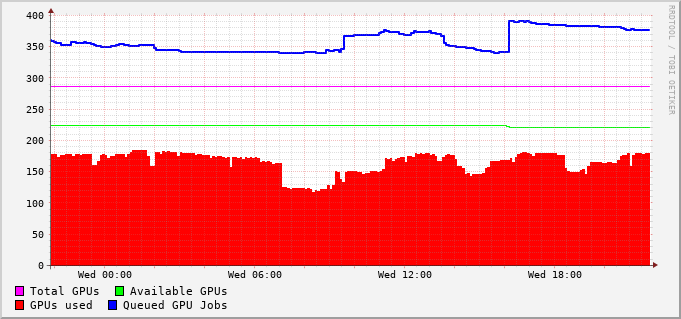 400
350
300
250
200
150
100
50
0
Wed 00:00 Wed 06:00 Wed 12:00 Wed 18:00
Total GPUs Available GPUs
GPUs used Queued GPU Jobs
RRDTOOL / TOBI OETIKER